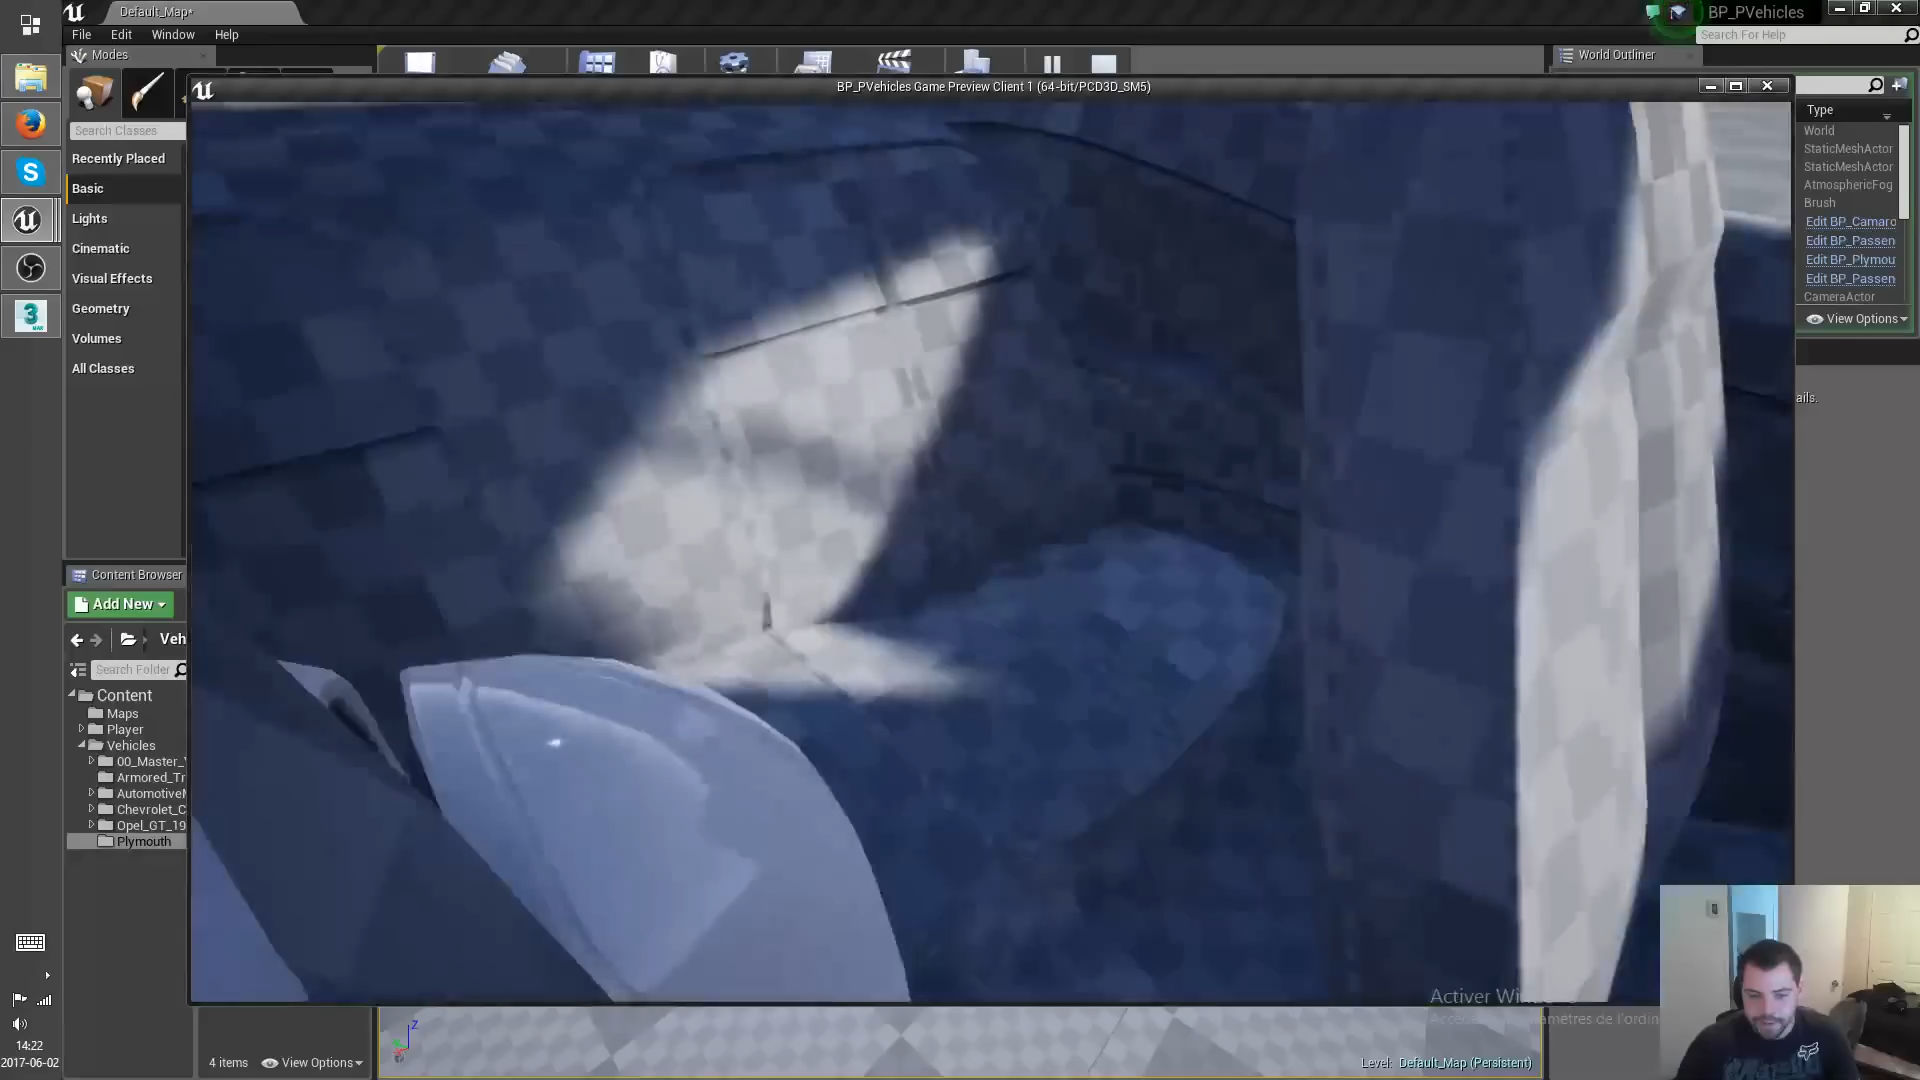 Default_Map*
BP_PVehicles
File Edit Window Help
Search For Help
Modes
World Outliner
BP_PVehicles Game Preview Client 1 (64-bit/PCD3D_SM5)
Search Classes
Type
Recently Placed
World
StaticMeshActor
Basic
StaticMeshActor
AtmosphericFog
Lights
Brush
Edit BP_Camaro
Cinematic
Edit BP_Passen
Edit BP_Plymou
Visual Effects
Edit BP_Passen
CameraActor
Geometry
View Options
Volumes
All Classes
ails.
Content Browser
Add New
Veh
Search Folder
Content
Maps
Player
Vehicles
00_Master_
Armored_Tr
Automotive
Chevrolet_C
Opel_GT_19
Plymouth
Activer Win
Z
14:22
2017-06-02
4 items View Options
Level: Default_Map (Persistent)